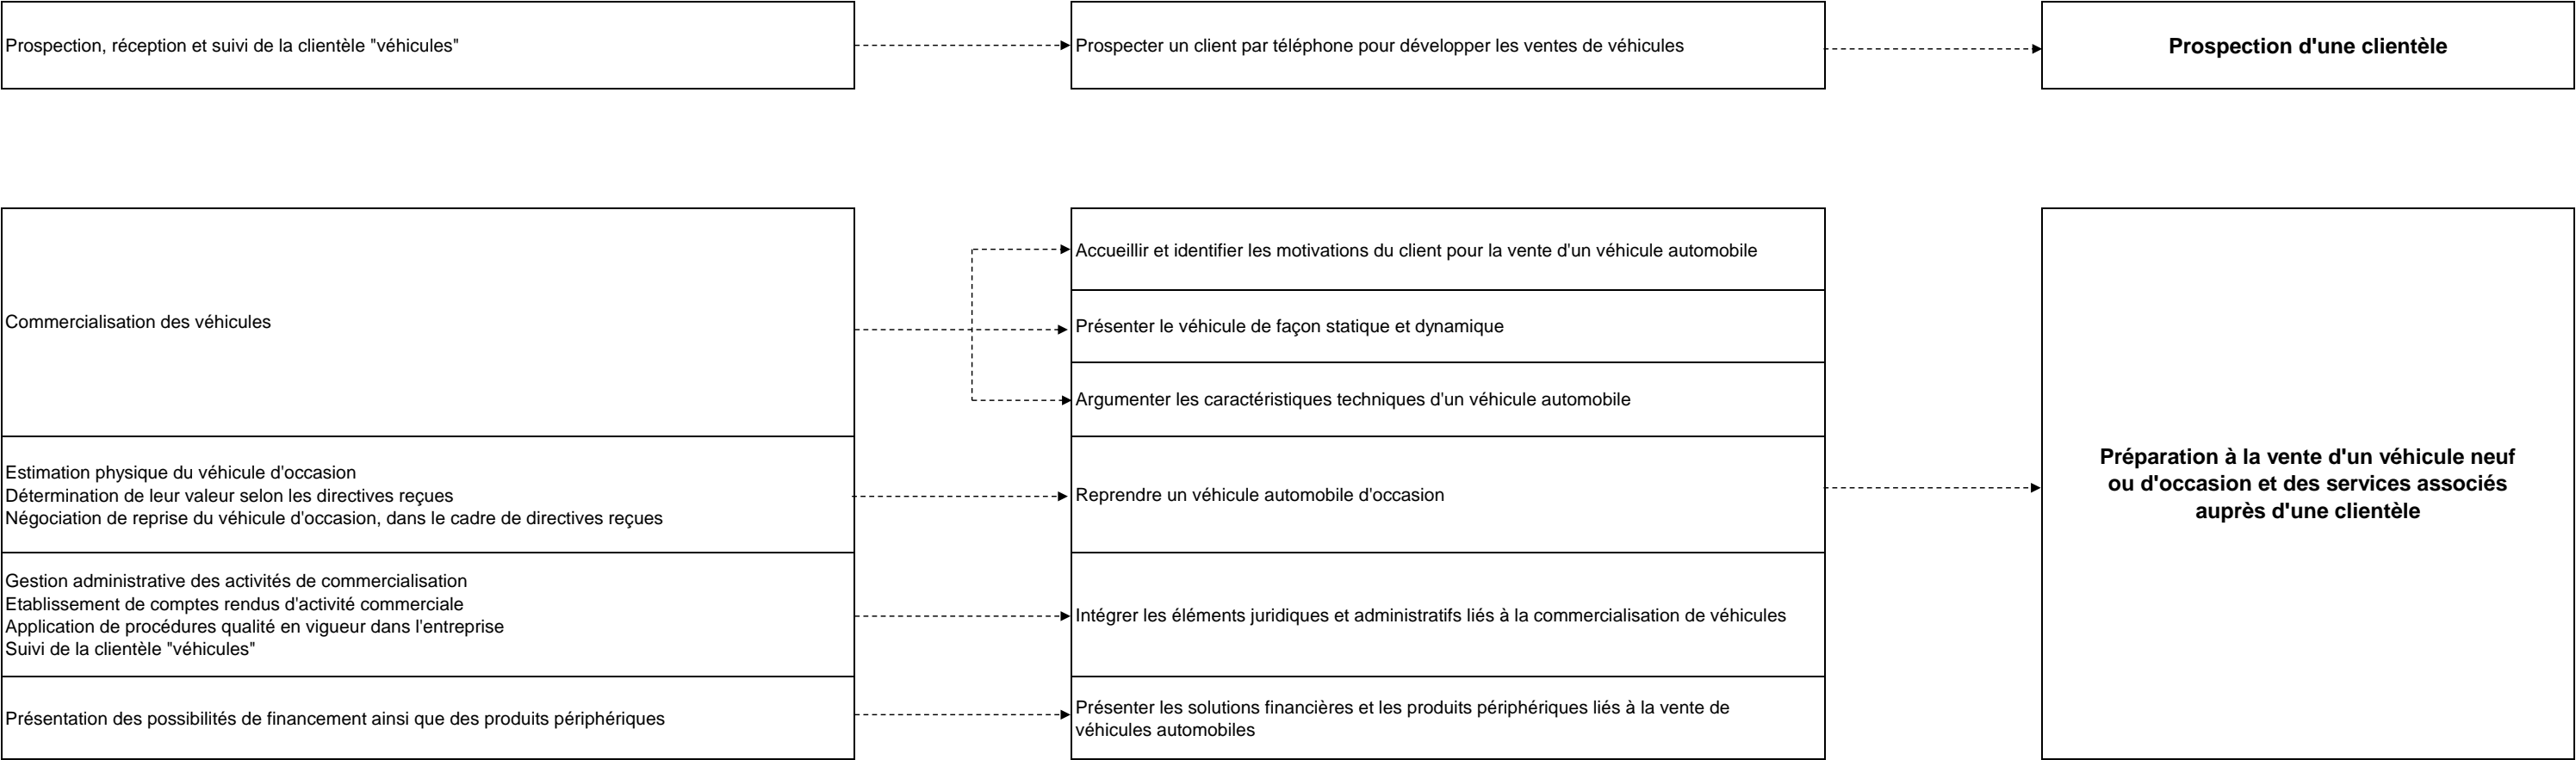 Prospection, réception et suivi de la clientèle "véhicules"
Prospecter un client par téléphone pour développer les ventes de véhicules
Prospection d'une clientèle
Commercialisation des véhicules
Accueillir et identifier les motivations du client pour la vente d'un véhicule automobile
Présenter le véhicule de façon statique et dynamique
Argumenter les caractéristiques techniques d'un véhicule automobile
Estimation physique du véhicule d'occasion
Détermination de leur valeur selon les directives reçues
Négociation de reprise du véhicule d'occasion, dans le cadre de directives reçues
Reprendre un véhicule automobile d'occasion
Gestion administrative des activités de commercialisation
Etablissement de comptes rendus d'activité commerciale
Application de procédures qualité en vigueur dans l'entreprise
Suivi de la clientèle "véhicules"
Intégrer les éléments juridiques et administratifs liés à la commercialisation de véhicules
Présentation des possibilités de financement ainsi que des produits périphériques
Présenter les solutions financières et les produits périphériques liés à la vente de
véhicules automobiles
Préparation à la vente d'un véhicule neuf
ou d'occasion et des services associés
auprès d'une clientèle